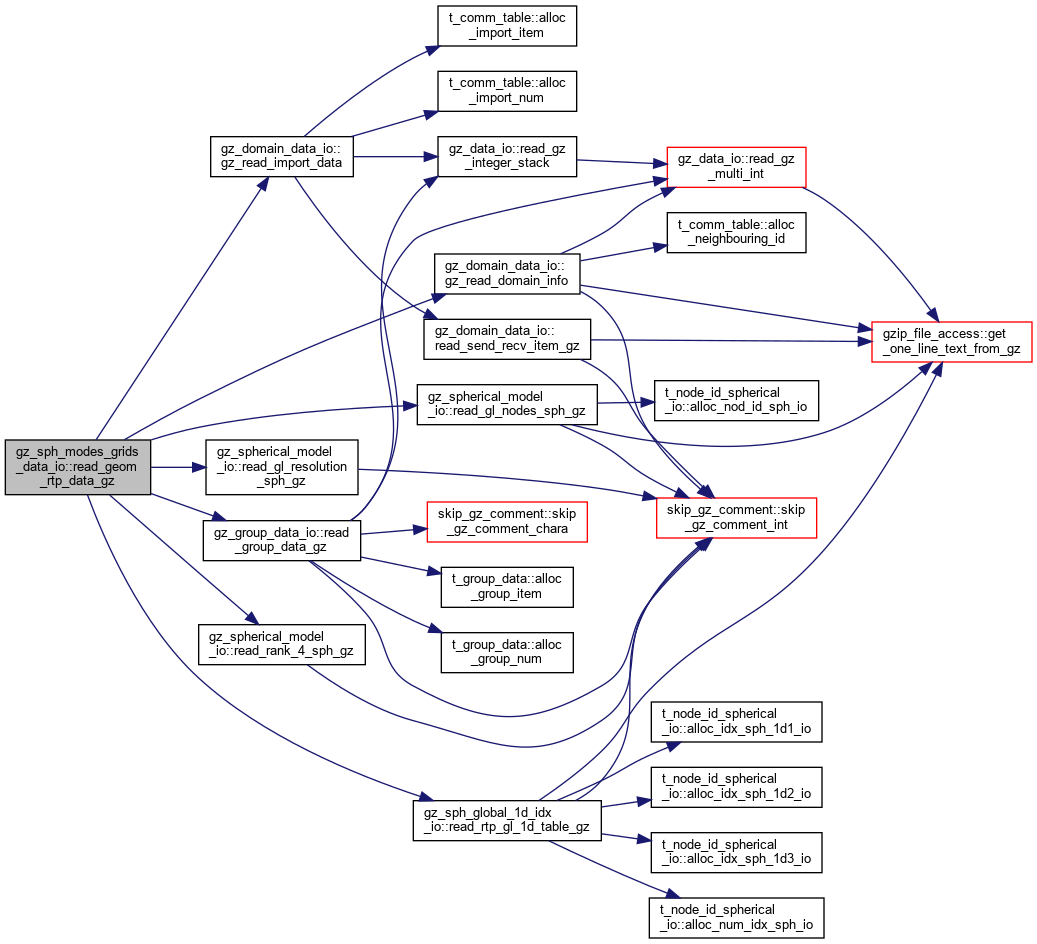 t_comm_table::alloc
_import_item
t_comm_table::alloc
_import_num
gz_domain_data_io::
gz_read_import_data
gz_data_io::read_gz
_integer_stack
gz_data_io::read_gz
_multi_int
t_comm_table::alloc
_neighbouring_id
gz_domain_data_io::
gz_read_domain_info
gz_domain_data_io::
read_send_recv_item_gz
gzip_file_access::get
_one_line_text_from_gz
gz_spherical_model
_io::read_gl_nodes_sph_gz
t_node_id_spherical
_io::alloc_nod_id_sph_io
gz_sph_modes_grids
_data_io::read_geom
_rtp_data_gz
gz_spherical_model
_io::read_gl_resolution
_sph_gz
skip_gz_comment::skip
_gz_comment_int
gz_group_data_io::read
_group_data_gz
skip_gz_comment::skip
_gz_comment_chara
t_group_data::alloc
_group_item
gz_spherical_model
_io::read_rank_4_sph_gz
t_group_data::alloc
_group_num
t_node_id_spherical
_io::alloc_idx_sph_1d1_io
t_node_id_spherical
_io::alloc_idx_sph_1d2_io
gz_sph_global_1d_idx
_io::read_rtp_gl_1d_table_gz
t_node_id_spherical
_io::alloc_idx_sph_1d3_io
t_node_id_spherical
_io::alloc_num_idx_sph_io